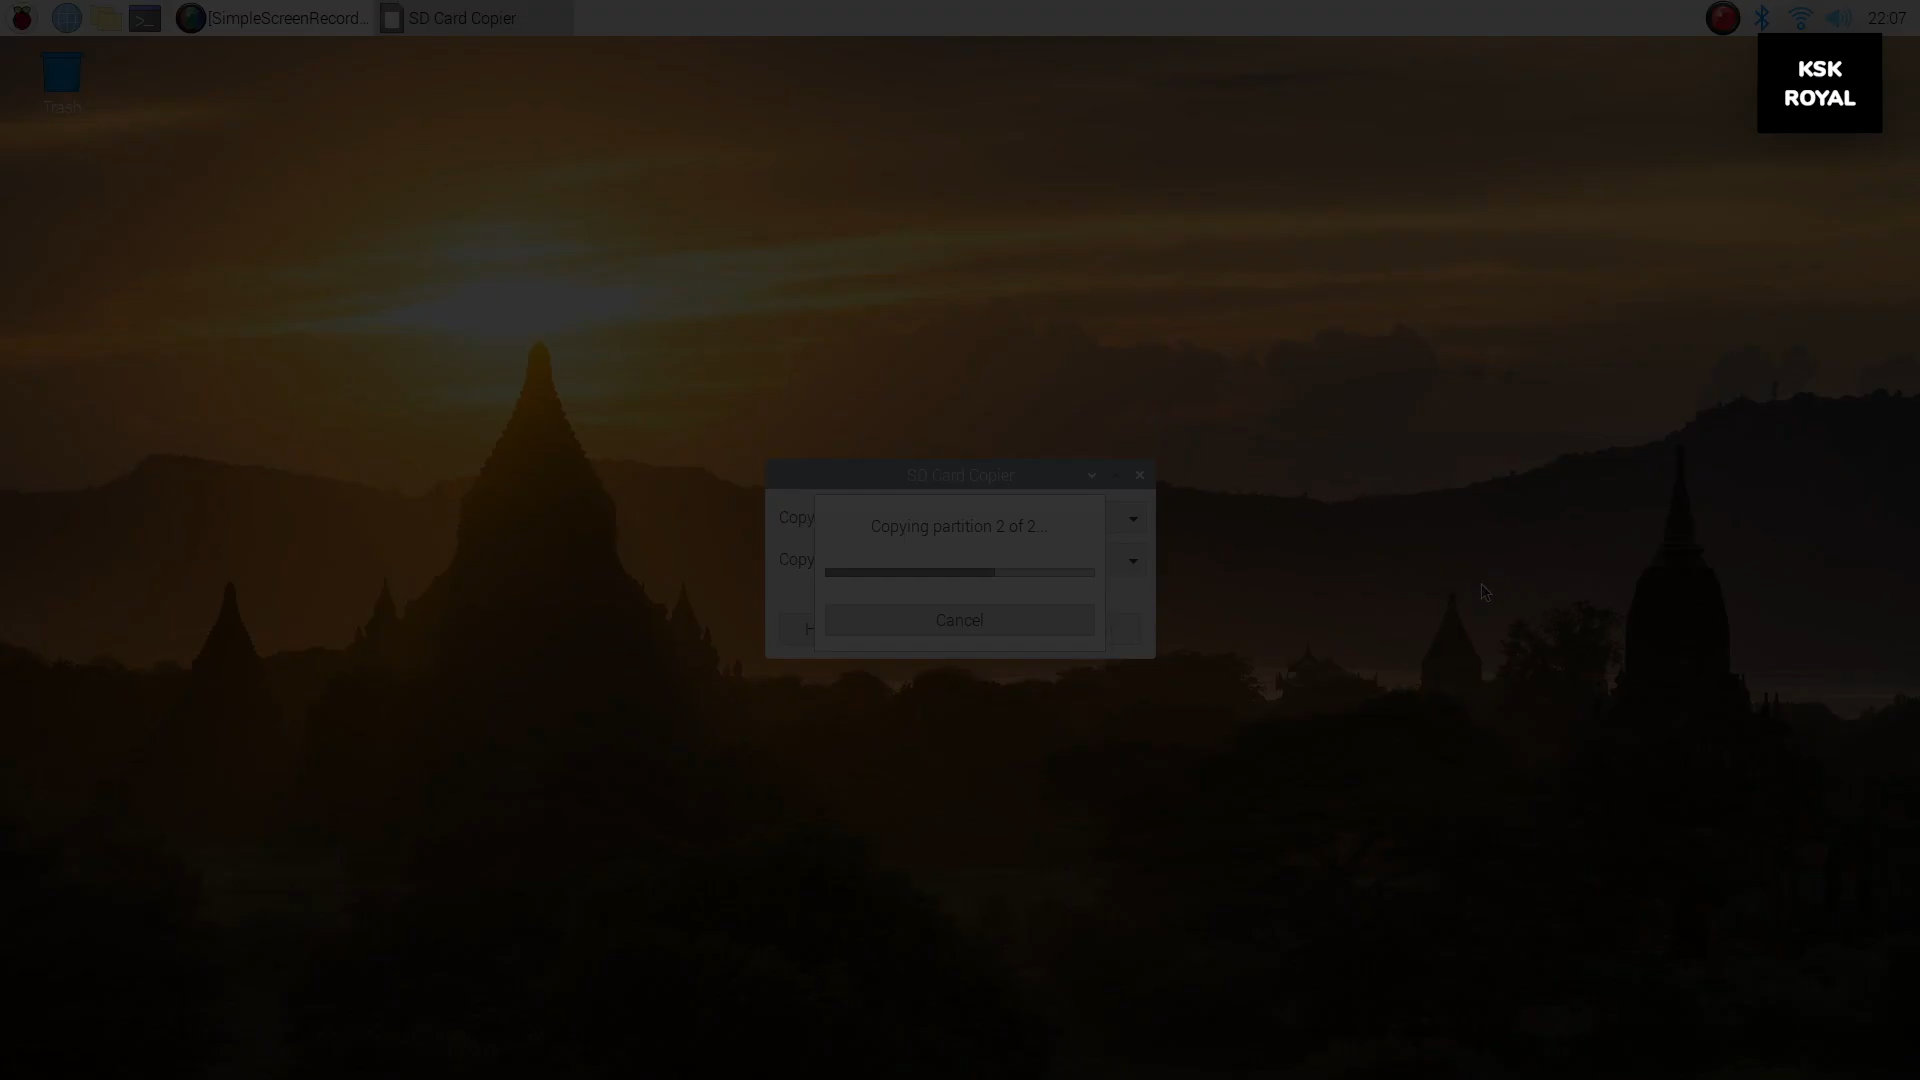 [SimpleScreenRecord...
SD Card Copier
22:07
KSK
ROYAL
Trash
SD Card Copier
Copy
Copying partition 2 of 2...
Copy
H
Cancel